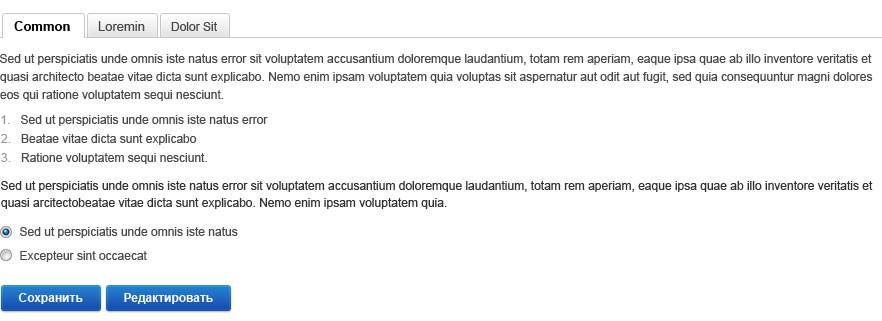 Common Loremin Dolor Sit
Sed ut perspiciatis unde omnis iste natus error sit voluptatem accusantium doloremque laudantium, totam rem aperiam, eaque ipsa quae ab illo inventore veritatis et
quasi architecto beatae vitae dicta sunt explicabo. Nemo enim ipsam voluptatem quia voluptas sit aspernatur aut odit aut fugit, sed quia consequuntur magni dolores
eos qui ratione voluptatem sequi nesciunt.
1. Sed ut perspiciatis unde omnis iste natus error
2. Beatae vitae dicta sunt explicabo
3. Ratione voluptatem sequi nesciunt.
Sed ut perspiciatis unde omnis iste natus error sit voluptatem accusantium doloremque laudantium, totam rem aperiam, eaque ipsa quae ab illo inventore veritatis et
quasi arcitectobeatae vitae dicta sunt explicabo. Nemo enim ipsam voluptatem quia.
Sed ut perspiciatis unde omnis iste natus
Excepteur sint occaecat
Сохранить Редактировать